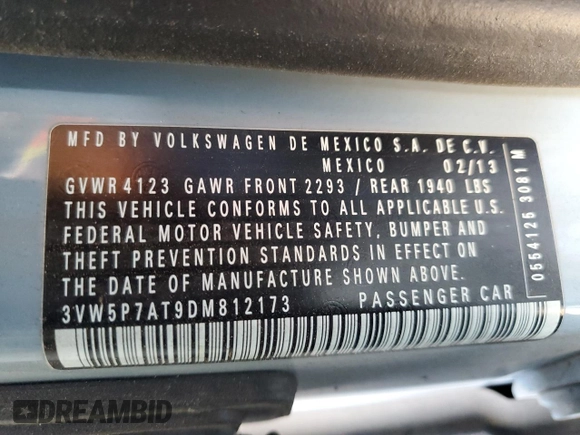 MFD BY VOLKSWAGEN DE MEXICO S.A. DE C.V.
MEXICO 02/13
GVWR 4123 GAWR FRONT 2293 / REAR 1940 LBS
THIS VEHICLE CONFORMS TO ALL APPLICABLE U.S.
FEDERAL MOTOR VEHICLE SAFETY, BUMPER AND
THEFT PREVENTION STANDARDS IN EFFECT ON
THE DATE OF MANUFACTURE SHOWN ABOVE.
3VW5P7AT9DM812173 PASSENGER CAR
0554125 3081 M
DREAMBID